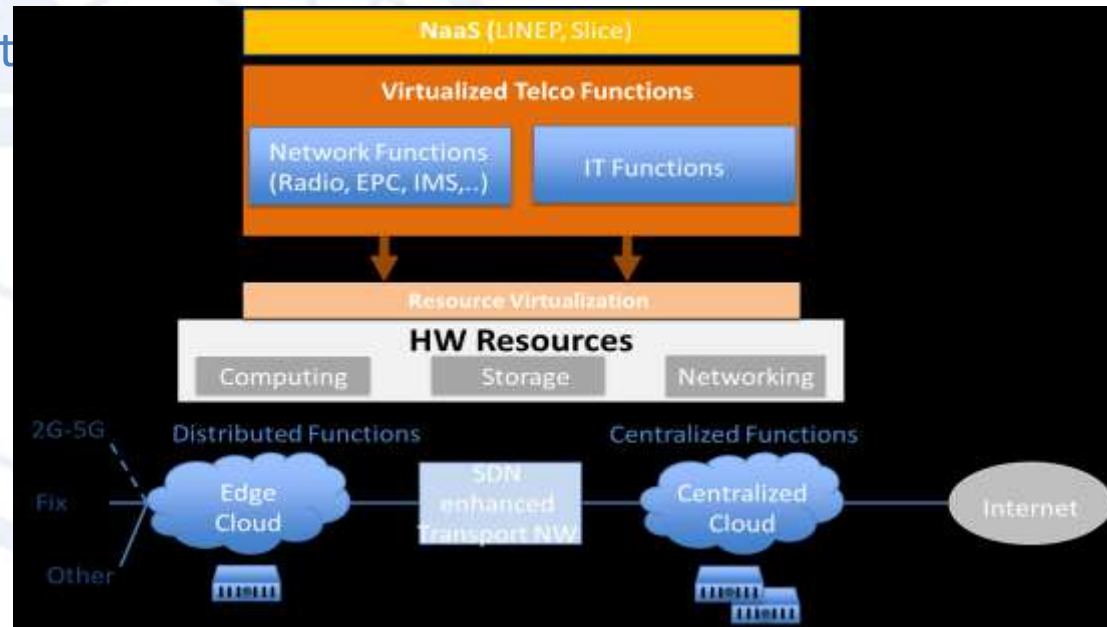 t
NaaS (LINEP, Slice)
Virtualized Telco Functions
Network Functions
(Radio, EPC, IMS,..)
IT Functions
Resource Virtualization
HW Resources
Computing
Storage
Networking
2G-5G
Distributed Functions
Centralized Functions
Fix
Edge
Cloud
SDN
enhanced
Transport NW
Centralized
Cloud
Internet
Other